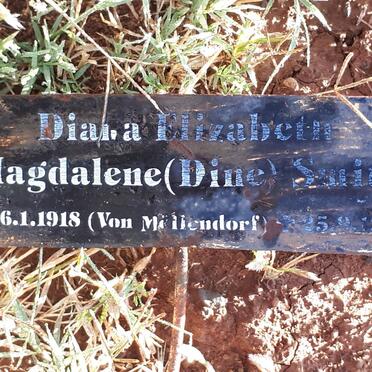 Diana Elizabeth
Magdalene (Dine)
6.1.1918 (Von Mollendorf)